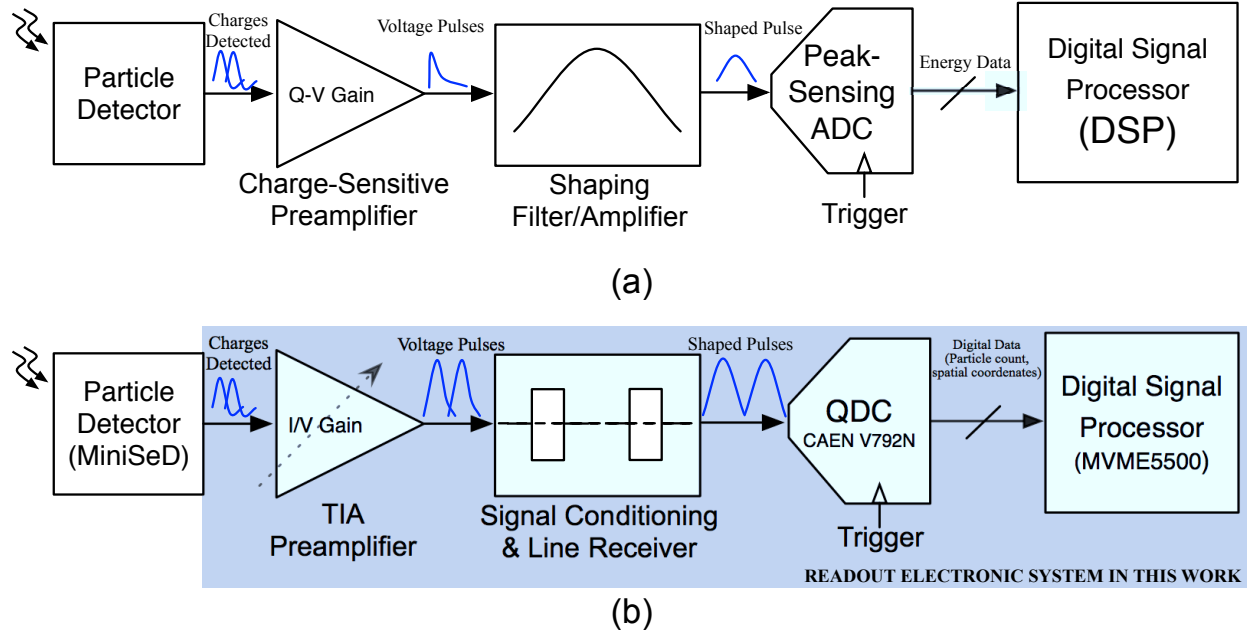 Particle
Detector
Charges
Detected
Q-V Gain
Charge-Sensitive
Preamplifier
Voltage Pulses
Shaping
Filter/Amplifier
Shaped Pulse
Peak-
Sensing
ADC
Trigger
Energy Data
Digital Signal
Processor
(DSP)
(a)
Particle
Detector
(MiniSeD)
Charges
Detected
I/V Gain
TIA
Preamplifier
Voltage Pulses
Signal Conditioning
& Line Receiver
Shaped Pulses
QDC
CAEN V792N
Trigger
Digital Data
(Particle count,
spatial coordenates)
Digital Signal
Processor
(MVME5500)
READOUT ELECTRONIC SYSTEM IN THIS WORK
(b)